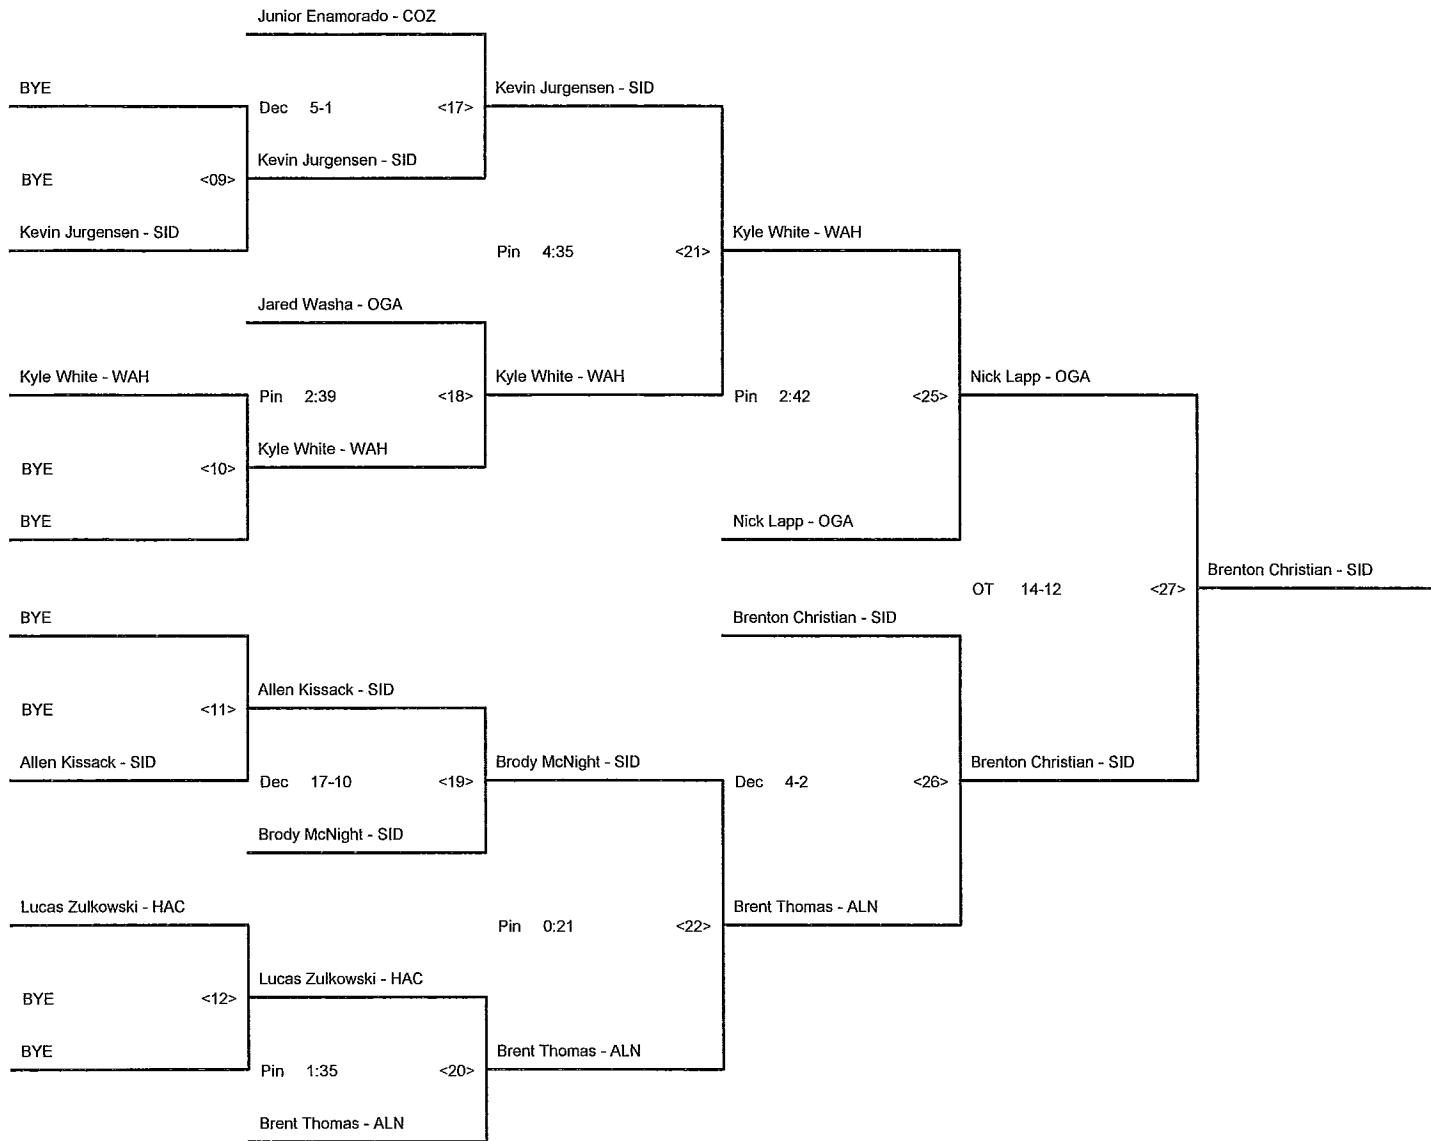 Junior Enamorado - COZ
BYE
Dec 5-1 <17>
Kevin Jurgensen - SID
Kevin Jurgensen - SID
BYE <09>
Kevin Jurgensen - SID
Pin 4:35 <21>
Kyle White - WAH
Jared Washa - OGA
Kyle White - WAH
Pin 2:39 <18>
Kyle White - WAH
Pin 2:42 <25>
Nick Lapp - OGA
Kyle White - WAH
BYE <10>
BYE
Nick Lapp - OGA
OT 14-12 <27>
Brenton Christian - SID
BYE
Brenton Christian - SID
Allen Kissack - SID
BYE <11>
Allen Kissack - SID
Dec 17-10 <19>
Brody McNight - SID
Dec 4-2 <26>
Brenton Christian - SID
Brody McNight - SID
Lucas Zulkowski - HAC
Pin 0:21 <22>
Brent Thomas - ALN
Lucas Zulkowski - HAC
BYE <12>
BYE
Pin 1:35 <20>
Brent Thomas - ALN
Brent Thomas - ALN